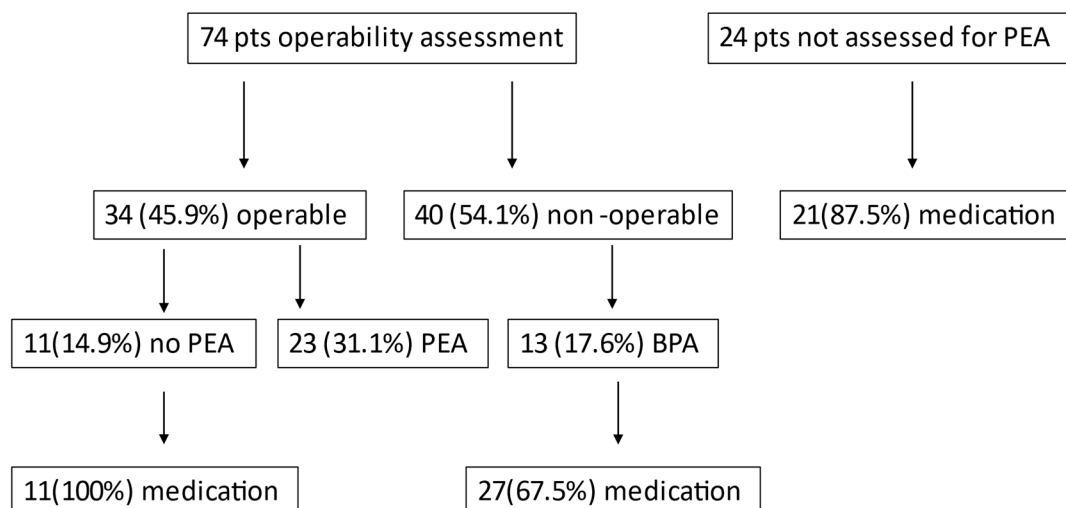 74 pts operability assessment
24 pts not assessed for PEA
34 (45.9%) operable
40 (54.1%) non -operable
21(87.5%) medication
11(14.9%) no PEA
23 (31.1%) PEA
13 (17.6%) BPA
11(100%) medication
27(67.5%) medication